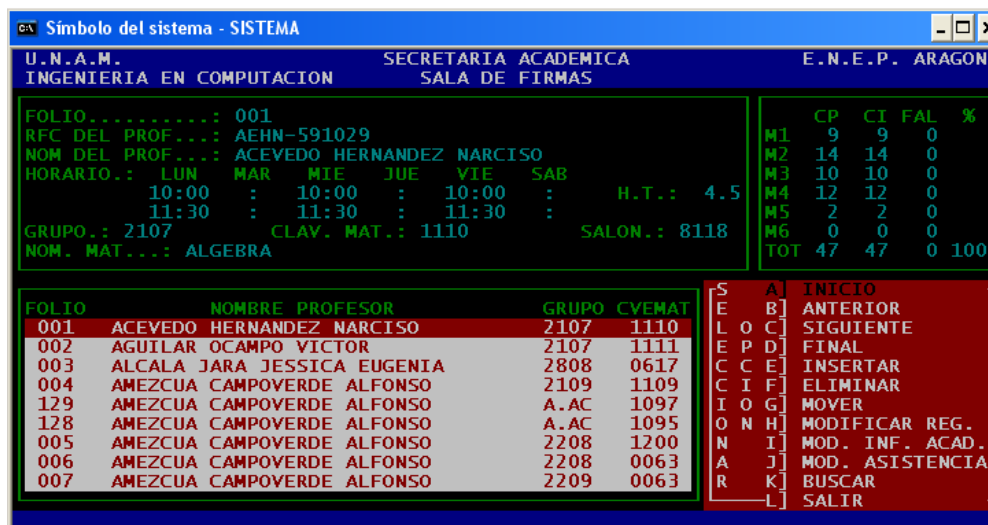 Símbolo del sistema - SISTEMA
U.N.A.M. SECRETARIA ACADEMICA E.N.E.P. ARAGON
INGENIERIA EN COMPUTACION SALA DE FIRMAS
FOLIO..........: 001
RFC DEL PROF...: AEHN-591029
NOM DEL PROF...: ACEVEDO HERNANDEZ NARCISO
HORARIO.: LUN MAR MIE JUE VIE SAB
10:00 : 10:00 : 10:00 : H.T.: 4.5
11:30 : 11:30 : 11:30 :
GRUPO.: 2107 CLAV. MAT.: 1110 SALON.: 8118
NOM. MAT...: ALGEBRA
CP CI FAL %
M1 9 9 0
M2 14 14 0
M3 10 10 0
M4 12 12 0
M5 2 2 0
M6 0 0 0
TOT 47 47 0 100
FOLIO NOMBRE PROFESOR GRUPO CVEMAT
001 ACEVEDO HERNANDEZ NARCISO 2107 1110
002 AGUILAR OCAMPO VICTOR 2107 1111
003 ALCALA JARA JESSICA EUGENIA 2808 0617
004 AMEZCUA CAMPOVERDE ALFONSO 2109 1109
129 AMEZCUA CAMPOVERDE ALFONSO A.AC 1097
128 AMEZCUA CAMPOVERDE ALFONSO A.AC 1095
005 AMEZCUA CAMPOVERDE ALFONSO 2208 1200
006 AMEZCUA CAMPOVERDE ALFONSO 2208 0063
007 AMEZCUA CAMPOVERDE ALFONSO 2209 0063
S A] INICIO
E B] ANTERIOR
L O C] SIGUIENTE
E P D] FINAL
C C E] INSERTAR
C I F] ELIMINAR
I O G] MOVER
O N H] MODIFICAR REG.
N I] MOD. INF. ACAD.
A J] MOD. ASISTENCIA
R K] BUSCAR
L] SALIR